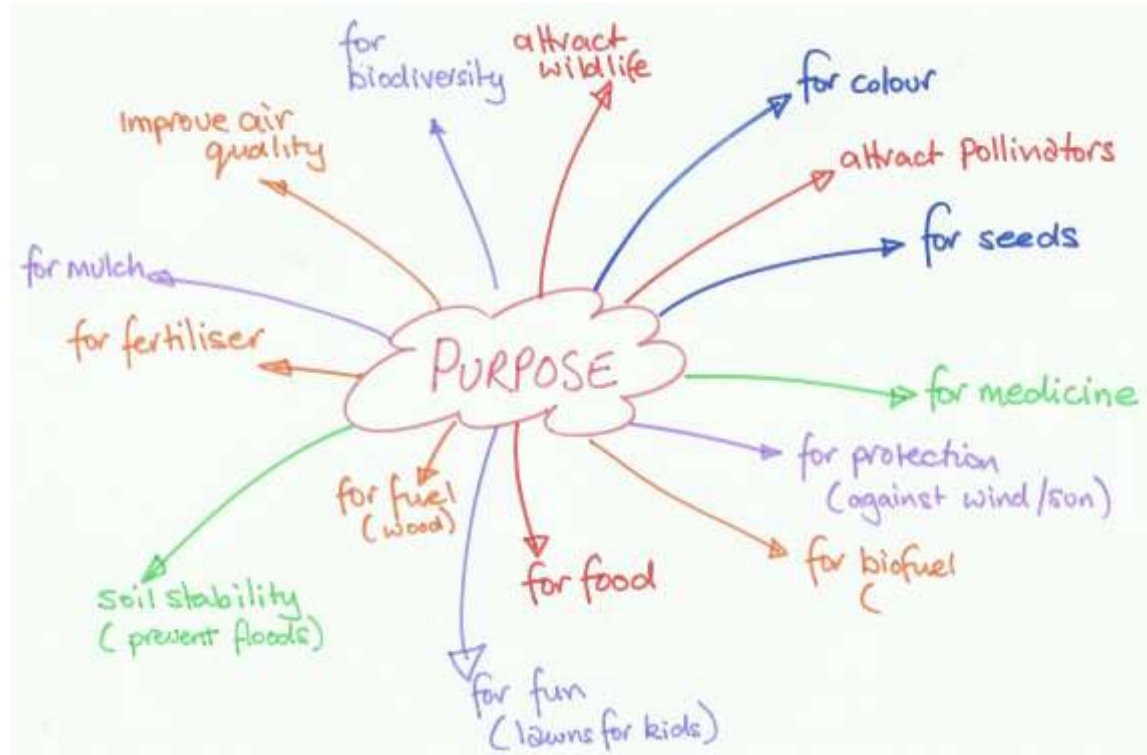 for
biodiversity
attract
wildlife
for colour
improve air
quality
attract pollinators
for seeds
for mulch
for fertiliser
PURPOSE
for medicine
for protection
(against wind/sun)
for fuel
(wood)
for food
for biofuel
(
soil stability
(prevent floods)
for fun
(lawns for kids)